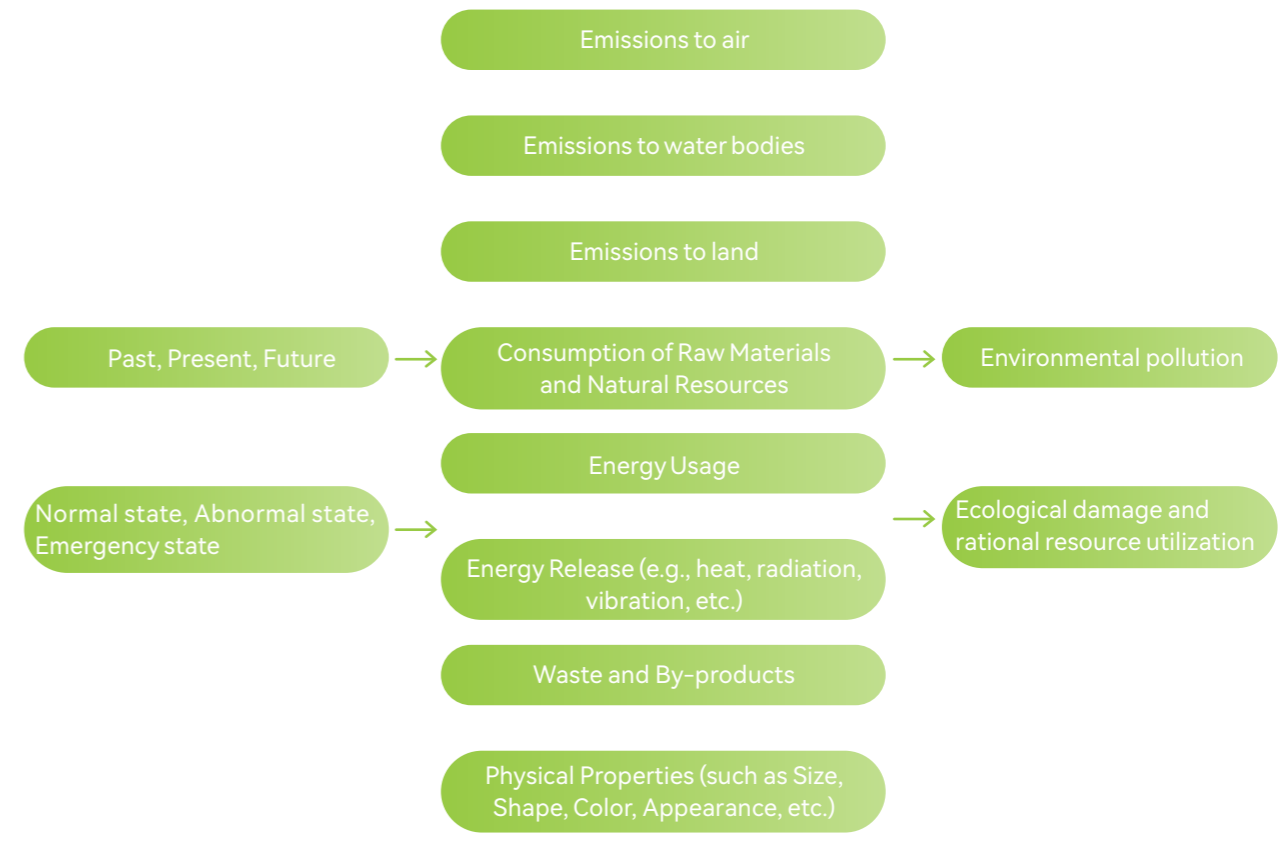 Emissions to air
Emissions to water bodies
Emissions to land
Past, Present, Future
Consumption of Raw Materials
and Natural Resources
Environmental pollution
Energy Usage
Normal state, Abnormal state,
Emergency state
Ecological damage and
rational resource utilization
Energy Release (e.g., heat, radiation,
vibration, etc.)
Waste and By-products
Physical Properties (such as Size,
Shape, Color, Appearance, etc.)